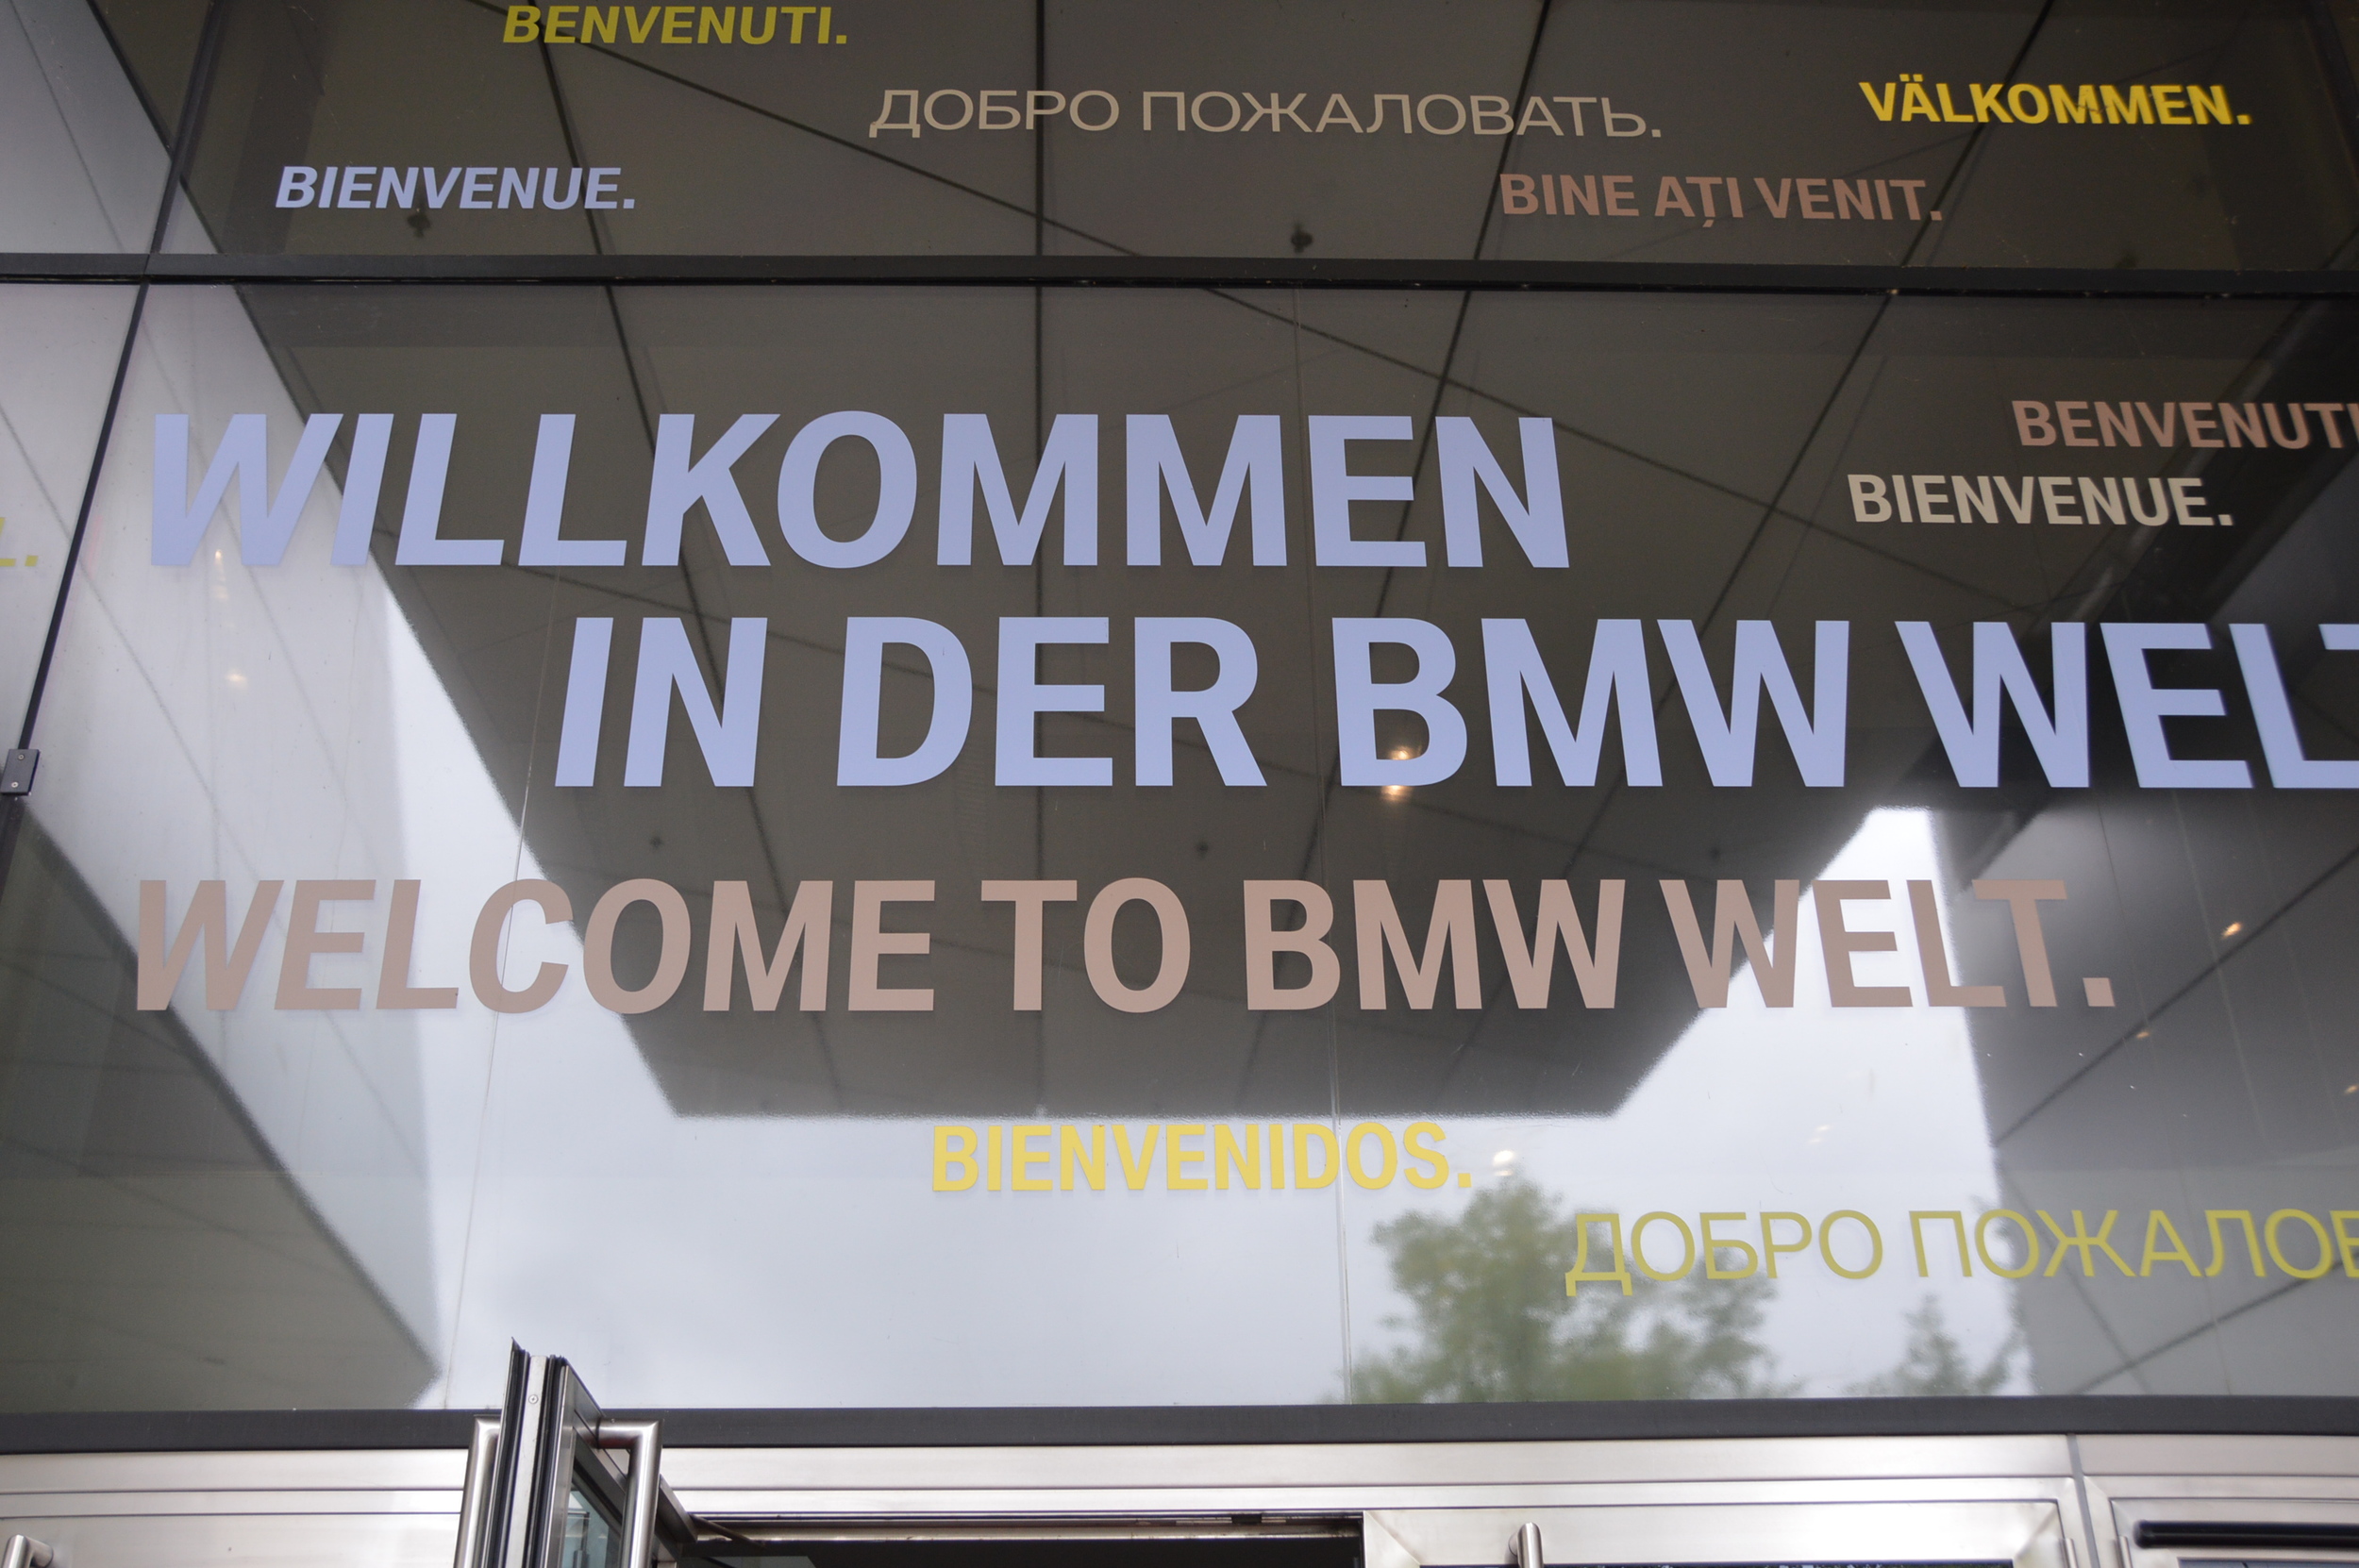 BENVENUTI.
ДОБРО ПОЖАЛОВАТЬ.
VÄLKOMMEN.
BIENVENUE.
BINE AȚI VENIT.
BENVENUTI
BIENVENUE.
WILLKOMMEN
IN DER BMW WELT
WELCOME TO BMW WELT.
BIENVENIDOS.
ДОБРО ПОЖАЛОВ